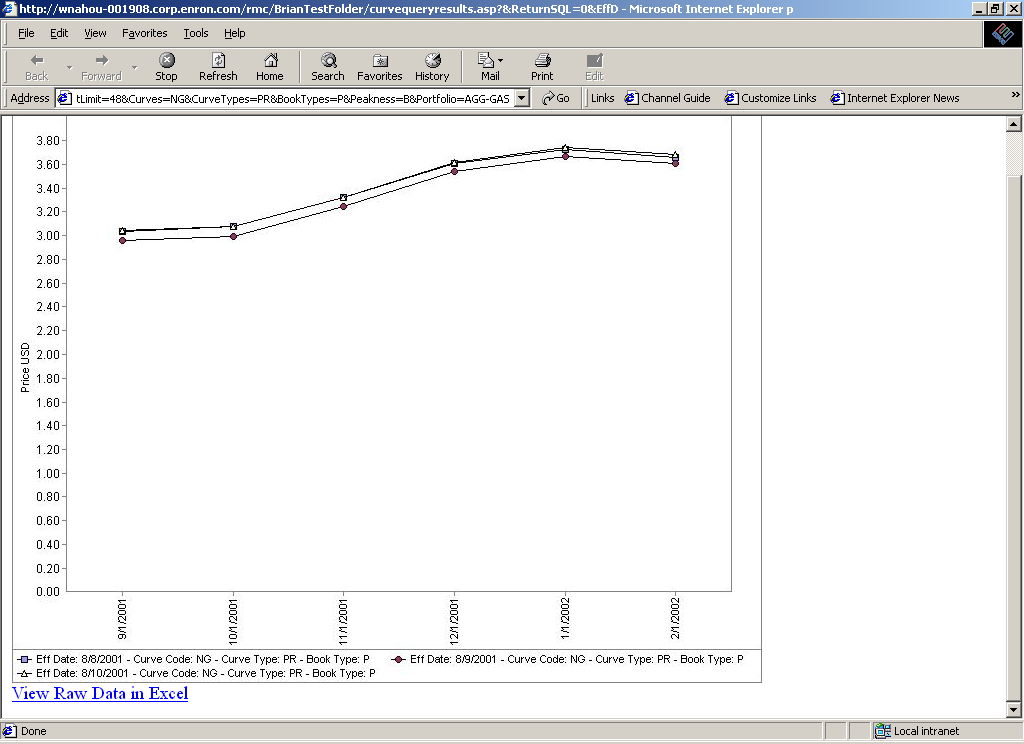 http://wnahou-001908.corp.enron.com/rmc/BrianTestFolder/curvequeryresults.asp?&ReturnSQL=0&EffD - Microsoft Internet Explorer p
File Edit View Favorites Tools Help
Back Forward Stop Refresh Home Search Favorites History Mail Print Edit
Address tLimit=48&Curves=NG&CurveTypes=PR&BookTypes=P&Peakness=B&Portfolio=AGG-GAS Go Links Channel Guide Customize Links Internet Explorer News »
3.80
3.60
3.40
3.20
3.00
2.80
2.60
2.40
2.20
2.00
1.80
1.60
1.40
1.20
1.00
0.80
0.60
0.40
0.20
0.00
Price USD
9/1/2001 10/1/2001 11/1/2001 12/1/2001 1/1/2002 2/1/2002
Eff Date: 8/8/2001 - Curve Code: NG - Curve Type: PR - Book Type: P Eff Date: 8/9/2001 - Curve Code: NG - Curve Type: PR - Book Type: P
Eff Date: 8/10/2001 - Curve Code: NG - Curve Type: PR - Book Type: P
View Raw Data in Excel
Done Local intranet